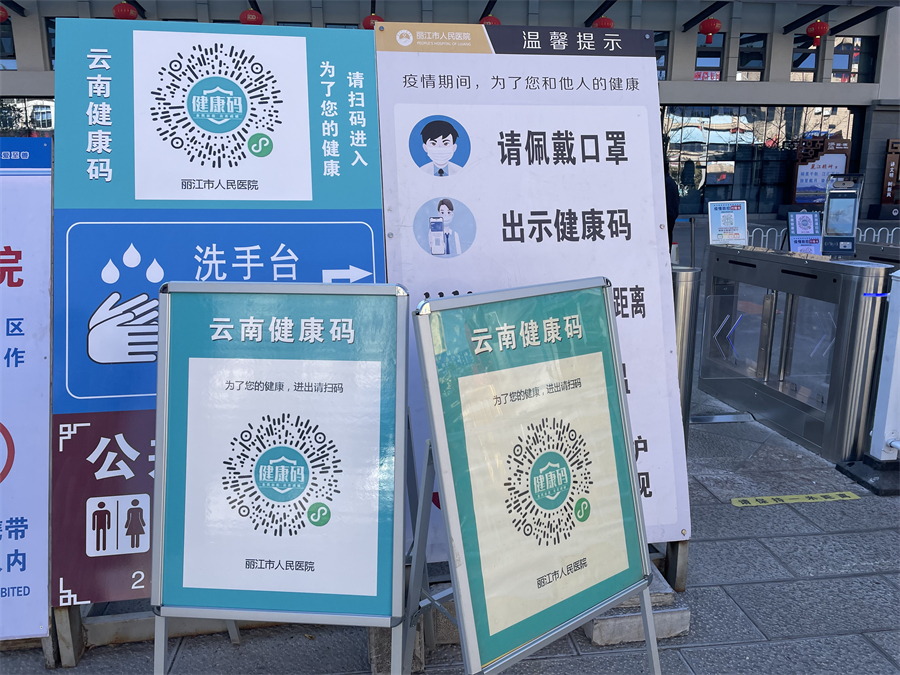 云南健康码
为了您的健康
请扫码进入
健康码
丽江市人民医院
丽江市人民医院
温馨提示
疫情期间，为了您和他人的健康
请佩戴口罩
出示健康码
距离
洗手台
公共
2
院
区
作
携带
内
BITED
云南健康码
为了您的健康，进出请扫码
健康码
丽江市人民医院
云南健康码
为了您的健康，进出请扫码
健康码
丽江市人民医院